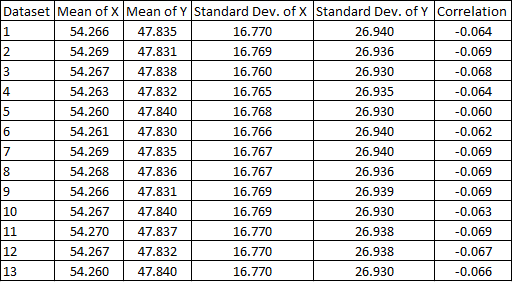 Dataset Mean of X Mean of Y Standard Dev. of X Standard Dev. of Y Correlation
1 54.266 47.835 16.770 26.940 -0.064
2 54.269 47.831 16.769 26.936 -0.069
3 54.267 47.838 16.760 26.930 -0.068
4 54.263 47.832 16.765 26.935 -0.064
5 54.260 47.840 16.768 26.930 -0.060
6 54.261 47.830 16.766 26.940 -0.062
7 54.269 47.835 16.767 26.940 -0.069
8 54.268 47.836 16.767 26.936 -0.069
9 54.266 47.831 16.769 26.939 -0.069
10 54.267 47.840 16.769 26.930 -0.063
11 54.270 47.837 16.770 26.938 -0.069
12 54.267 47.832 16.770 26.938 -0.067
13 54.260 47.840 16.770 26.930 -0.066